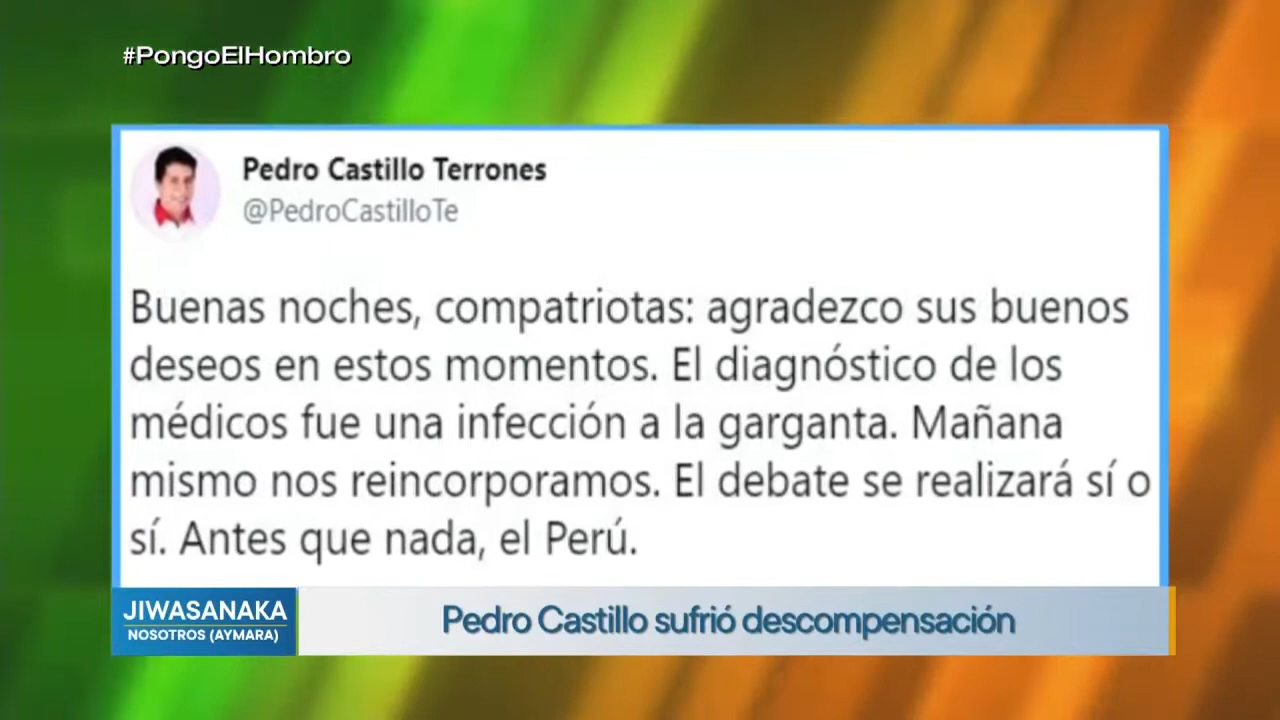 #PongoElHombro
Pedro Castillo Terrones
@PedroCastilloTe
Buenas noches, compatriotas: agradezco sus buenos
deseos en estos momentos. El diagnóstico de los
médicos fue una infección a la garganta. Mañana
mismo nos reincorporamos. El debate se realizará sí o
sí. Antes que nada, el Perú.
JIWASANAKA
NOSOTROS (AYMARA)
Pedro Castillo sufrió descompensación